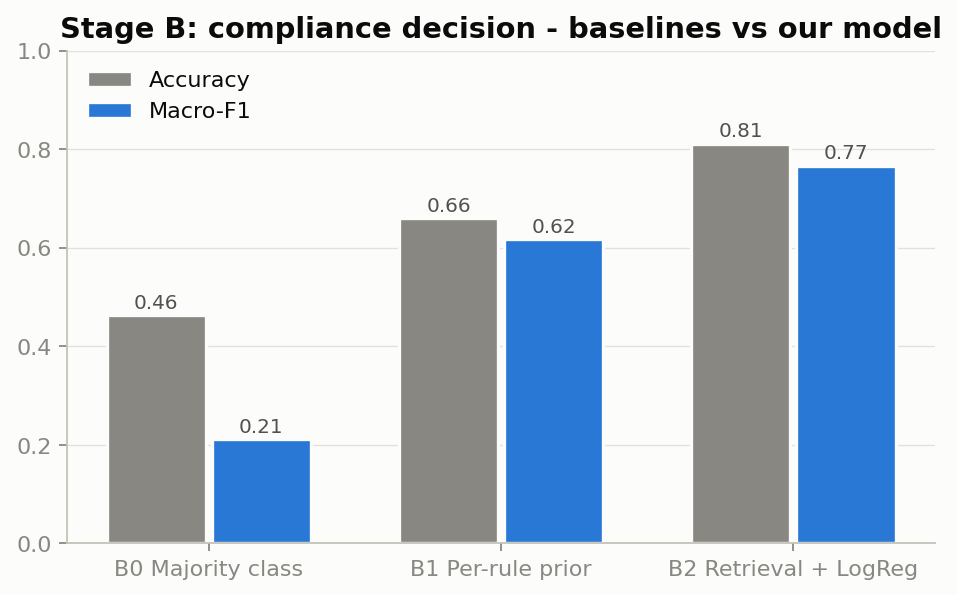 Stage B: compliance decision - baselines vs our model
1.0
0.8
0.6
0.4
0.2
0.0
Accuracy
Macro-F1
0.46
0.21
0.66
0.62
0.81
0.77
B0 Majority class
B1 Per-rule prior
B2 Retrieval + LogReg